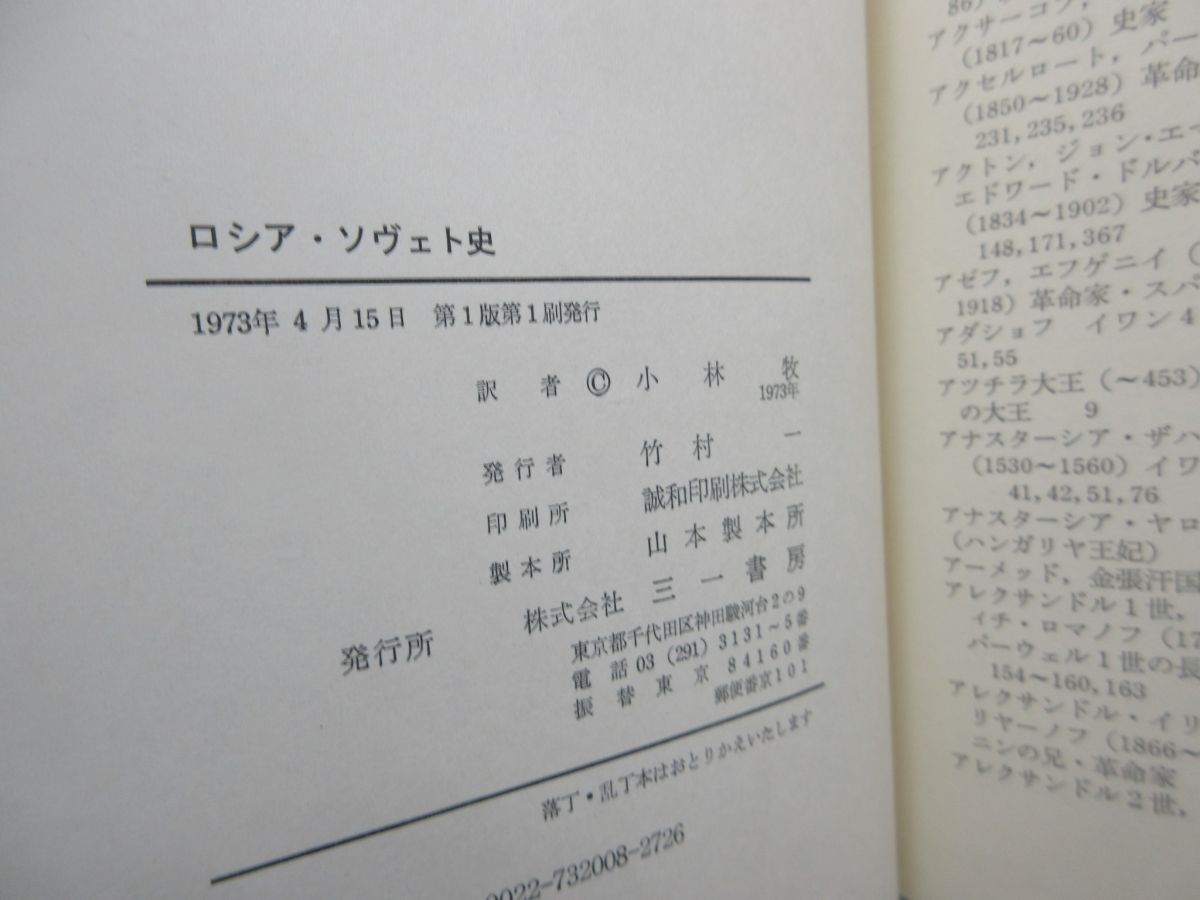 ロシア・ソヴェト史
1973年 4 月 15日 第1版第1刷発行
訳 者 © 小 林 牧
1973年
発行者 竹 村 一
印刷所 誠和印刷株式会社
製本所 山本製本所
発行所 株式会社 三一書房
東京都千代田区神田駿河台2の9
電 話 03 (291) 3131~5番
振 替 東 京 84160番
郵便番京101
落丁・乱丁本はおとりかえいたします
0022-732008-2726
アクサーコフ,
(1817~60) 史家
アクセルロート, パー
(1850~1928) 革命
231, 235, 236
アクトン, ジョン・エー
エドワード・ドルバ
(1834~1902) 史家
148, 171, 367
アゼフ, エフゲニイ (
1918) 革命家・スパ
アダショフ イワン4
51, 55
アツチラ大王 (~453)
の大王 9
アナスターシア・ザハ
(1530~1560) イワ
41, 42, 51, 76
アナスターシア・ヤロ
(ハンガリヤ王妃)
アーメッド, 金張汗国
アレクサンドル1世,
イチ・ロマノフ (17
パーウェル1世の長
154~160, 163
アレクサンドル・イリ
リヤーノフ (1866~
ニンの兄・革命家
アレクサンドル2世,